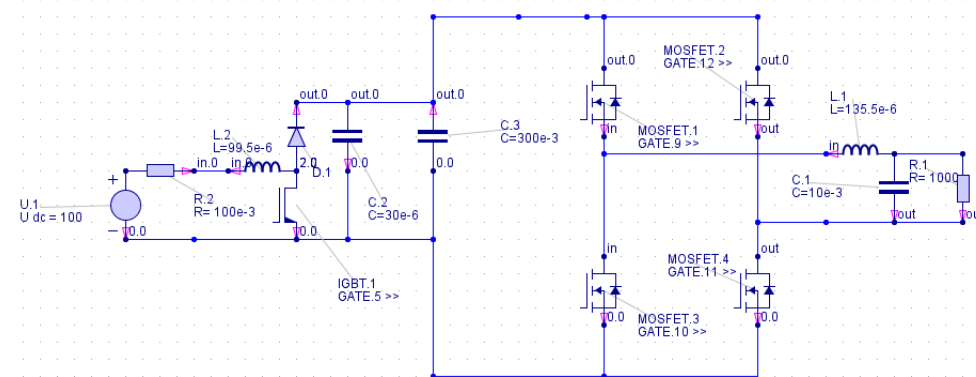 MOSFET.2
GATE.12 >>
out.0
out.0
out.0
out.0
out.0
L.1
L=135.5e-6
in
out
MOSFET.1
GATE.9 >>
C.3
C=300e-3
L.2
L=99.5e-6
in.0
in.0
2.0
D.1
0.0
0.0
in
R.1
R= 1000
C.1
C=10e-3
+
U.1
U dc = 100
R.2
R= 100e-3
C.2
C=30e-6
out
−
0.0
0.0
in
out
MOSFET.4
GATE.11 >>
IGBT.1
GATE.5 >>
0.0
0.0
MOSFET.3
GATE.10 >>